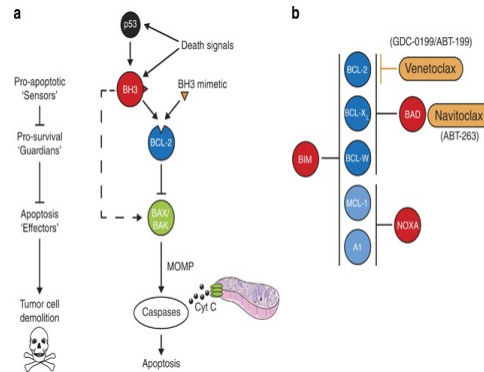 a
p53
Death signals
Pro-apoptotic
'Sensors'
BH3
BH3 mimetic
Pro-survival
'Guardians'
BCL-2
Apoptosis
'Effectors'
BAX/
BAK
MOMP
Tumor cell
demolition
Caspases
Cyt C
Apoptosis
b
(GDC-0199/ABT-199)
BCL-2
Venetoclax
BCL-XL
BAD
Navitoclax
(ABT-263)
BIM
BCL-W
MCL-1
NOXA
A1